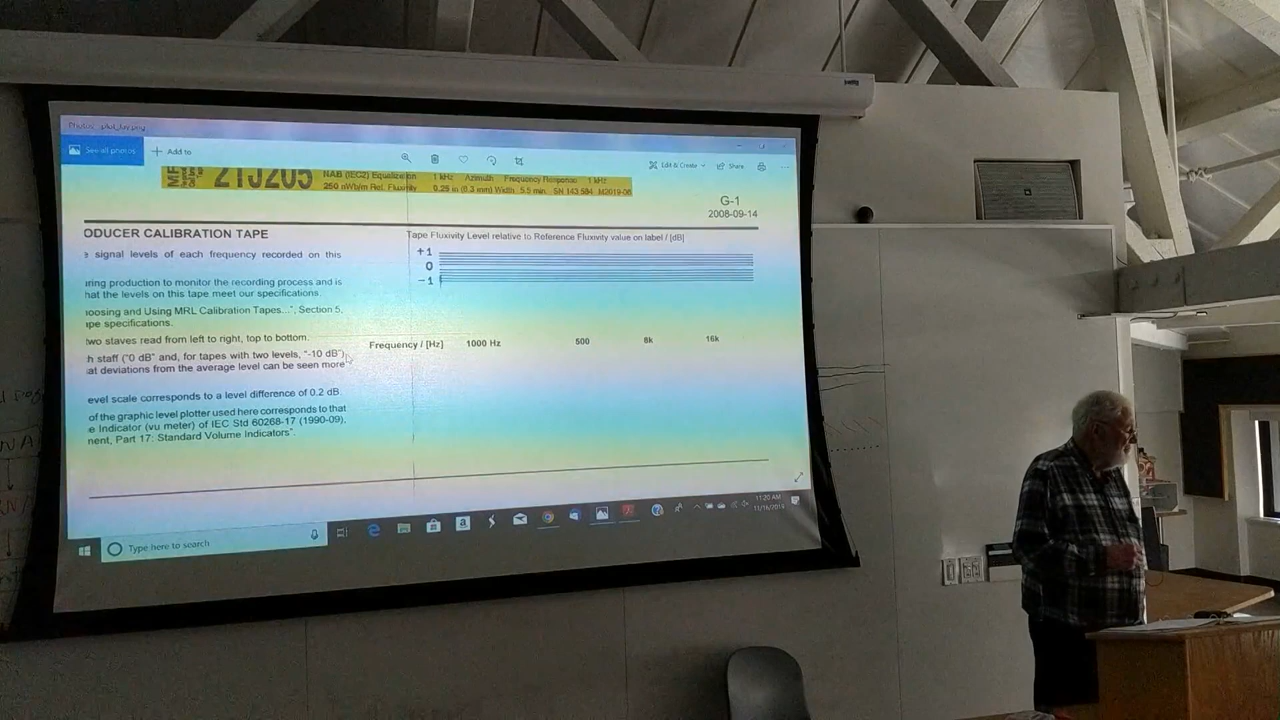 Photos - pilot_key.png
See all photos
Add to
Edit & Create
Share
21J205
NAB (IEC2) Equalization 1 kHz Azimuth Frequency Response 1 kHz
250 nWb/m Ref. Fluxivity 0.25 in (6.3 mm) Width 5.5 min. SN 143 584 M2019-06
G-1
2008-09-14
ODUCER CALIBRATION TAPE
e signal levels of each frequency recorded on this
iring production to monitor the recording process and is
hat the levels on this tape meet our specifications.
oosing and Using MRL Calibration Tapes...", Section 5,
ipe specifications.
two staves read from left to right, top to bottom.
h staff ("0 dB" and, for tapes with two levels, "-10 dB")
at deviations from the average level can be seen more
evel scale corresponds to a level difference of 0.2 dB.
of the graphic level plotter used here corresponds to that
e Indicator (vu meter) of IEC Std 60268-17 (1990-09),
nent, Part 17: Standard Volume Indicators".
Tape Fluxivity Level relative to Reference Fluxivity value on label / [dB]
+1
0
−1
Frequency / [Hz] 1000 Hz 500 8k 16k
Type here to search
11:20 AM
11/16/2019